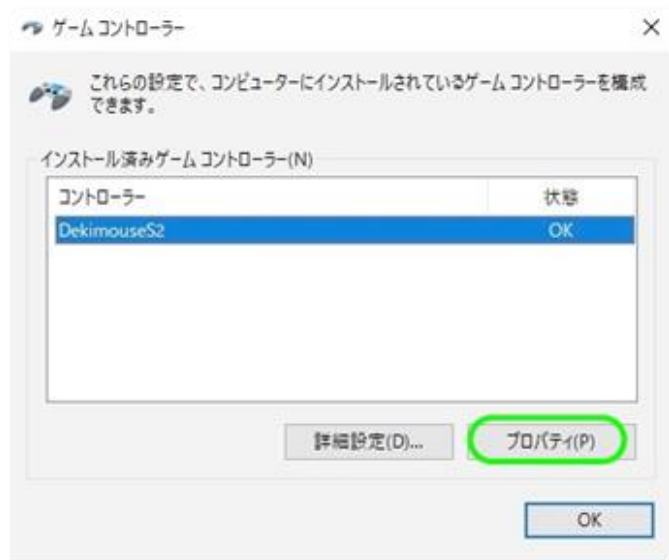 ゲーム コントローラー
これらの設定で、コンピューターにインストールされているゲーム コントローラーを構成
できます。
インストール済みゲーム コントローラー(N)
コントローラー 状態
DekimouseS2 OK
詳細設定(D)... プロパティ(P)
OK